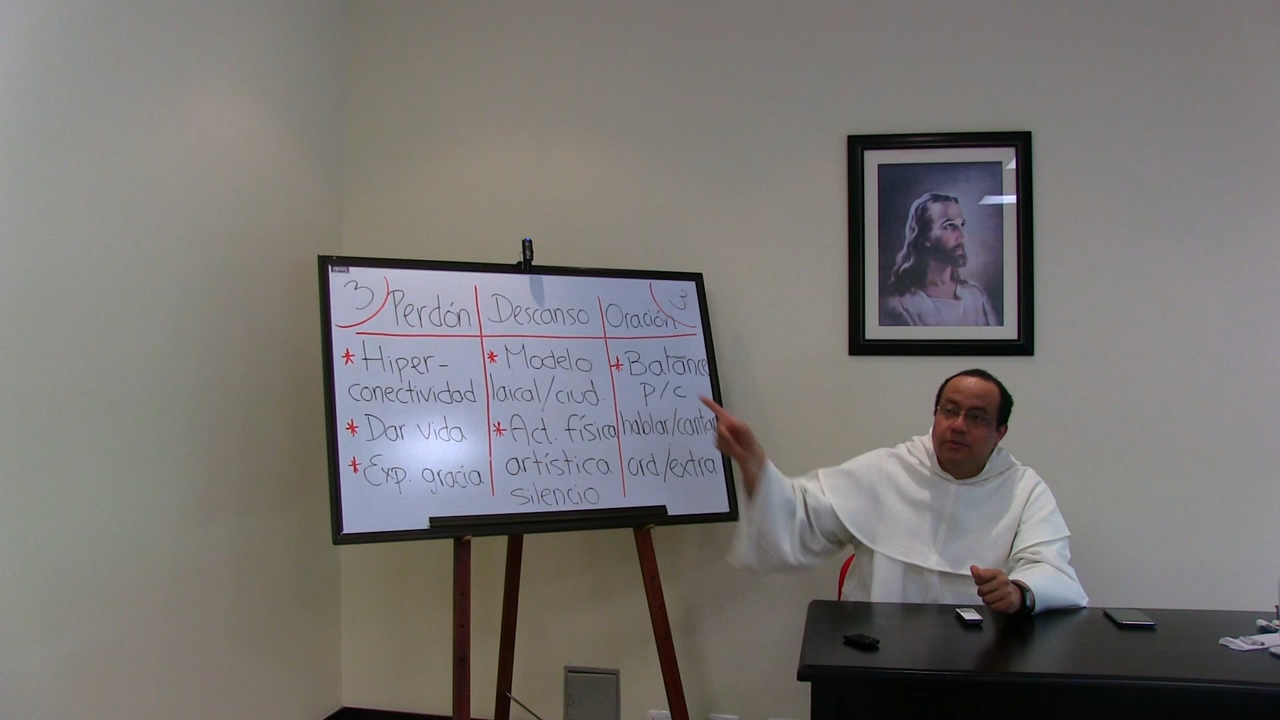 3 Perdón Descanso Oración 3
* Hiper-
conectividad
* Dar vida
* Exp. gracia
* Modelo
laical/ciud.
* Act. física
artística
silencio
* Balance
p/c
hablar/cantar
ord/extra